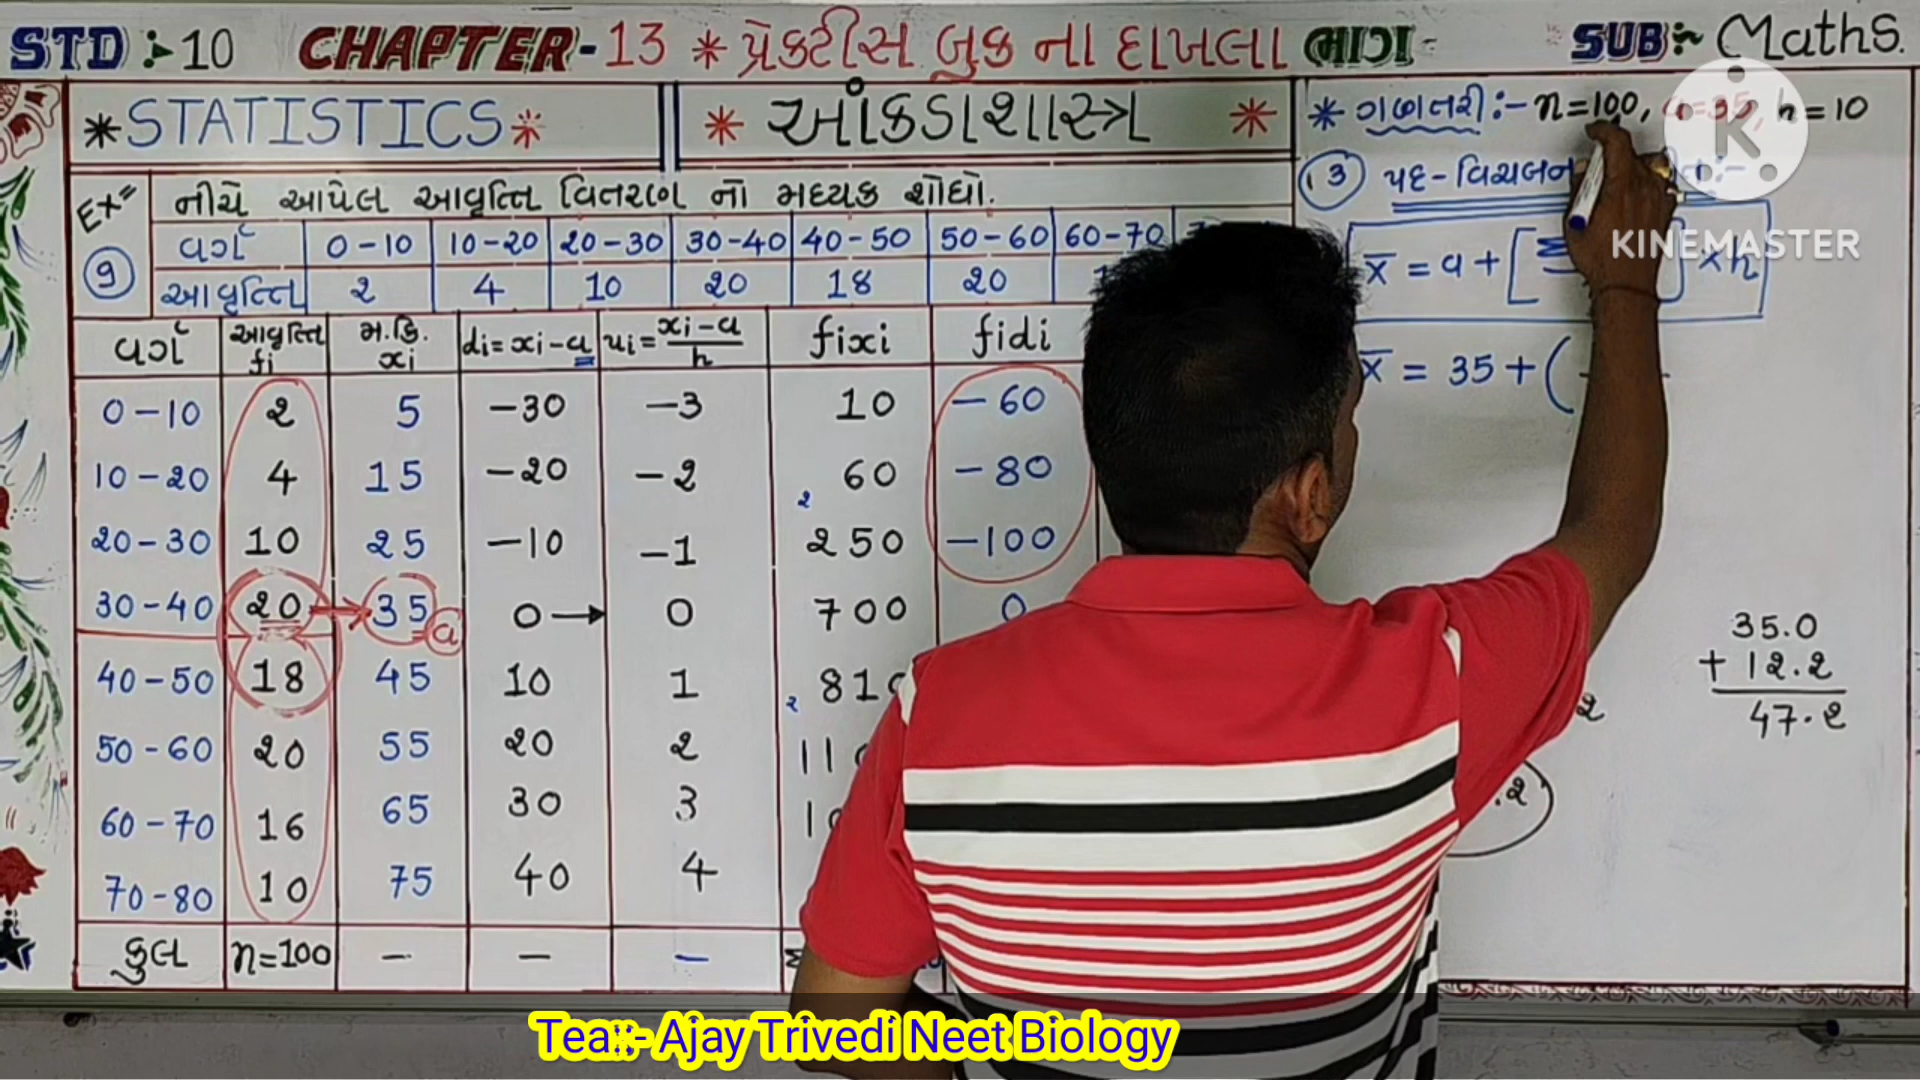 STD :- 10 CHAPTER-13 * પ્રેક્ટીસ બુક ના દાખલા ભાગ- SUB:- Maths.
* STATISTICS * * આંકડાશાસ્ત્ર *
Ex= ૧ નીચે આપેલ આવૃત્તિ વિતરણ નો મધ્યક શોધો.
વર્ગ 0-10 10-20 20-30 30-40 40-50 50-60 60-70
આવૃત્તિ 2 4 10 20 18 20
વર્ગ આવૃત્તિ fi મ.કિ. xi di = xi - a ui = xi - a / h fixi fidi
0-10 2 5 -30 -3 10 -60
10-20 4 15 -20 -2 60 -80
20-30 10 25 -10 -1 250 -100
30-40 20 35 a 0 0 700 0
40-50 18 45 10 1 810
50-60 20 55 20 2
60-70 16 65 30 3
70-80 10 75 40 4
કુલ n=100 - - -
* ગણતરી:- n=100, a=35, h=10
(3) પદ-વિચલન
x̄ = a + [Σ ] × h
x̄ = 35 + (
35.0
+ 12.2
47.2
K
KINEMASTER
Tea:- Ajay Trivedi Neet Biology